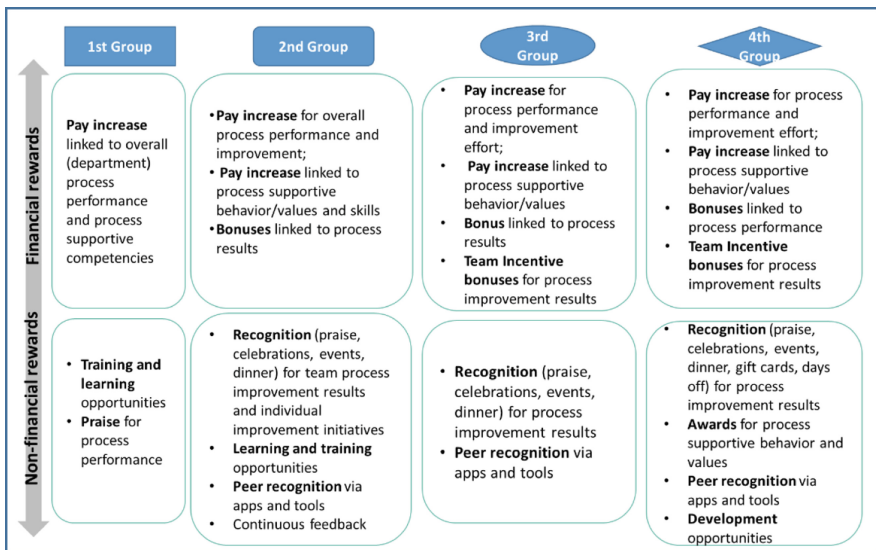 1st Group
2nd Group
3rd
Group
4th
Group
Financial rewards
Pay increase
linked to overall
(department)
process
performance
and process
supportive
competencies
•Pay increase for overall
process performance and
improvement;
• Pay increase linked to
process supportive
behavior/values and skills
•Bonuses linked to process
results
• Pay increase for
process performance
and improvement
effort;
• Pay increase linked to
process supportive
behavior/values
• Bonus linked to process
results
• Team Incentive
bonuses for process
improvement results
• Pay increase for process
performance and
improvement effort;
• Pay increase linked to
process supportive
behavior/values
• Bonuses linked to
process performance
• Team Incentive
bonuses for process
improvement results
Non-financial rewards
• Training and
learning
opportunities
• Praise for
process
performance
• Recognition (praise,
celebrations, events,
dinner) for team process
improvement results
and individual
improvement initiatives
• Learning and training
opportunities
• Peer recognition via
apps and tools
• Continuous feedback
• Recognition (praise,
celebrations, events,
dinner) for process
improvement results
• Peer recognition via
apps and tools
• Recognition (praise,
celebrations, events,
dinner, gift cards, days
off) for process
improvement results
• Awards for process
supportive behavior and
values
• Peer recognition via
apps and tools
• Development
opportunities